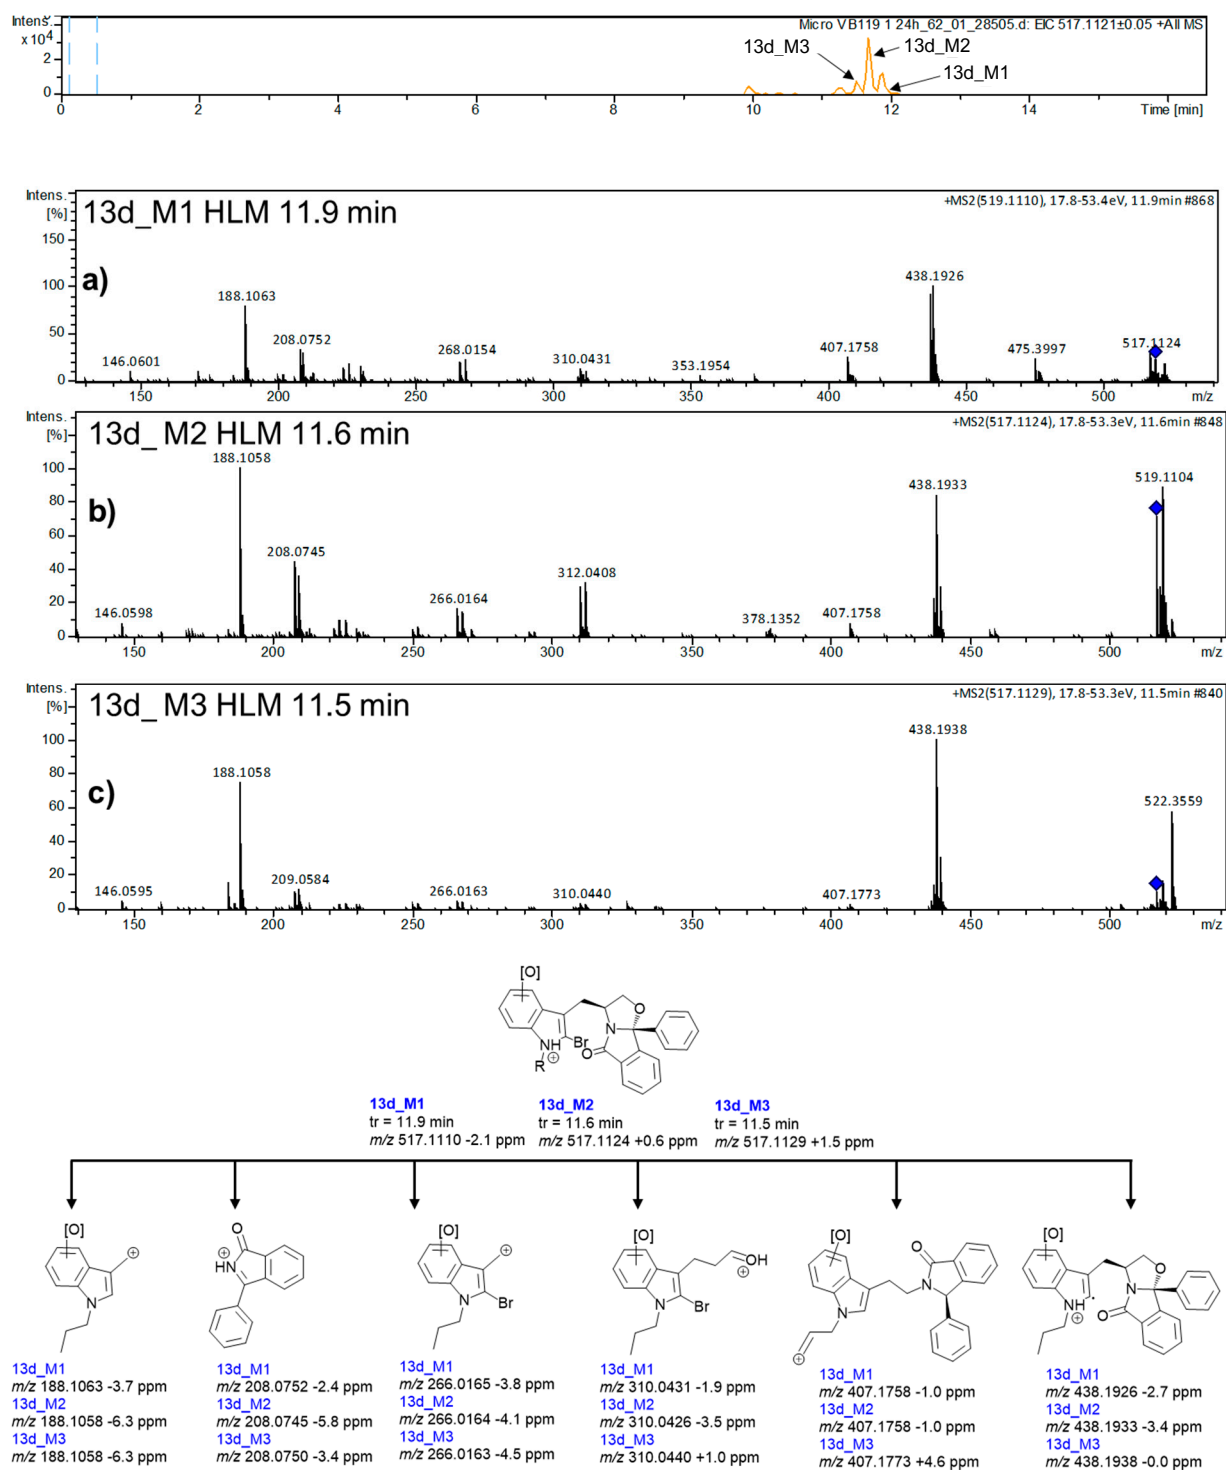 Intens.
x10⁴
Micro VB119 1 24h_62_01_28505.d: EIC 517.1121±0.05 +All MS
13d_M3
13d_M2
13d_M1
2
0
0 2 4 6 8 10 12 14 Time [min]
Intens.
[%]
13d_M1 HLM 11.9 min
+MS2(519.1110), 17.8-53.4eV, 11.9min #868
a)
150
100
50
0
146.0601
188.1063
208.0752
268.0154
310.0431
353.1954
407.1758
438.1926
475.3997
517.1124
150 200 250 300 350 400 450 500 m/z
Intens.
[%]
13d_ M2 HLM 11.6 min
+MS2(517.1124), 17.8-53.3eV, 11.6min #848
b)
100
80
60
40
20
0
146.0598
188.1058
208.0745
266.0164
312.0408
378.1352
407.1758
438.1933
519.1104
150 200 250 300 350 400 450 500 m/z
Intens.
[%]
13d_ M3 HLM 11.5 min
+MS2(517.1129), 17.8-53.3eV, 11.5min #840
c)
100
80
60
40
20
0
146.0595
188.1058
209.0584
266.0163
310.0440
407.1773
438.1938
522.3559
150 200 250 300 350 400 450 500 m/z
[O]
O
N
NH
⊕
Br
O
R
13d_M1
tr = 11.9 min
m/z 517.1110 -2.1 ppm
13d_M2
tr = 11.6 min
m/z 517.1124 +0.6 ppm
13d_M3
tr = 11.5 min
m/z 517.1129 +1.5 ppm
[O]
⊕
N
13d_M1
m/z 188.1063 -3.7 ppm
13d_M2
m/z 188.1058 -6.3 ppm
13d_M3
m/z 188.1058 -6.3 ppm
O
⊕
NH
13d_M1
m/z 208.0752 -2.4 ppm
13d_M2
m/z 208.0745 -5.8 ppm
13d_M3
m/z 208.0750 -3.4 ppm
[O]
⊕
Br
N
13d_M1
m/z 266.0165 -3.8 ppm
13d_M2
m/z 266.0164 -4.1 ppm
13d_M3
m/z 266.0163 -4.5 ppm
[O]
OH
⊕
Br
N
13d_M1
m/z 310.0431 -1.9 ppm
13d_M2
m/z 310.0426 -3.5 ppm
13d_M3
m/z 310.0440 +1.0 ppm
[O]
O
N
N
⊕
13d_M1
m/z 407.1758 -1.0 ppm
13d_M2
m/z 407.1758 -1.0 ppm
13d_M3
m/z 407.1773 +4.6 ppm
[O]
O
N
NH
⊕
O
13d_M1
m/z 438.1926 -2.7 ppm
13d_M2
m/z 438.1933 -3.4 ppm
13d_M3
m/z 438.1938 -0.0 ppm